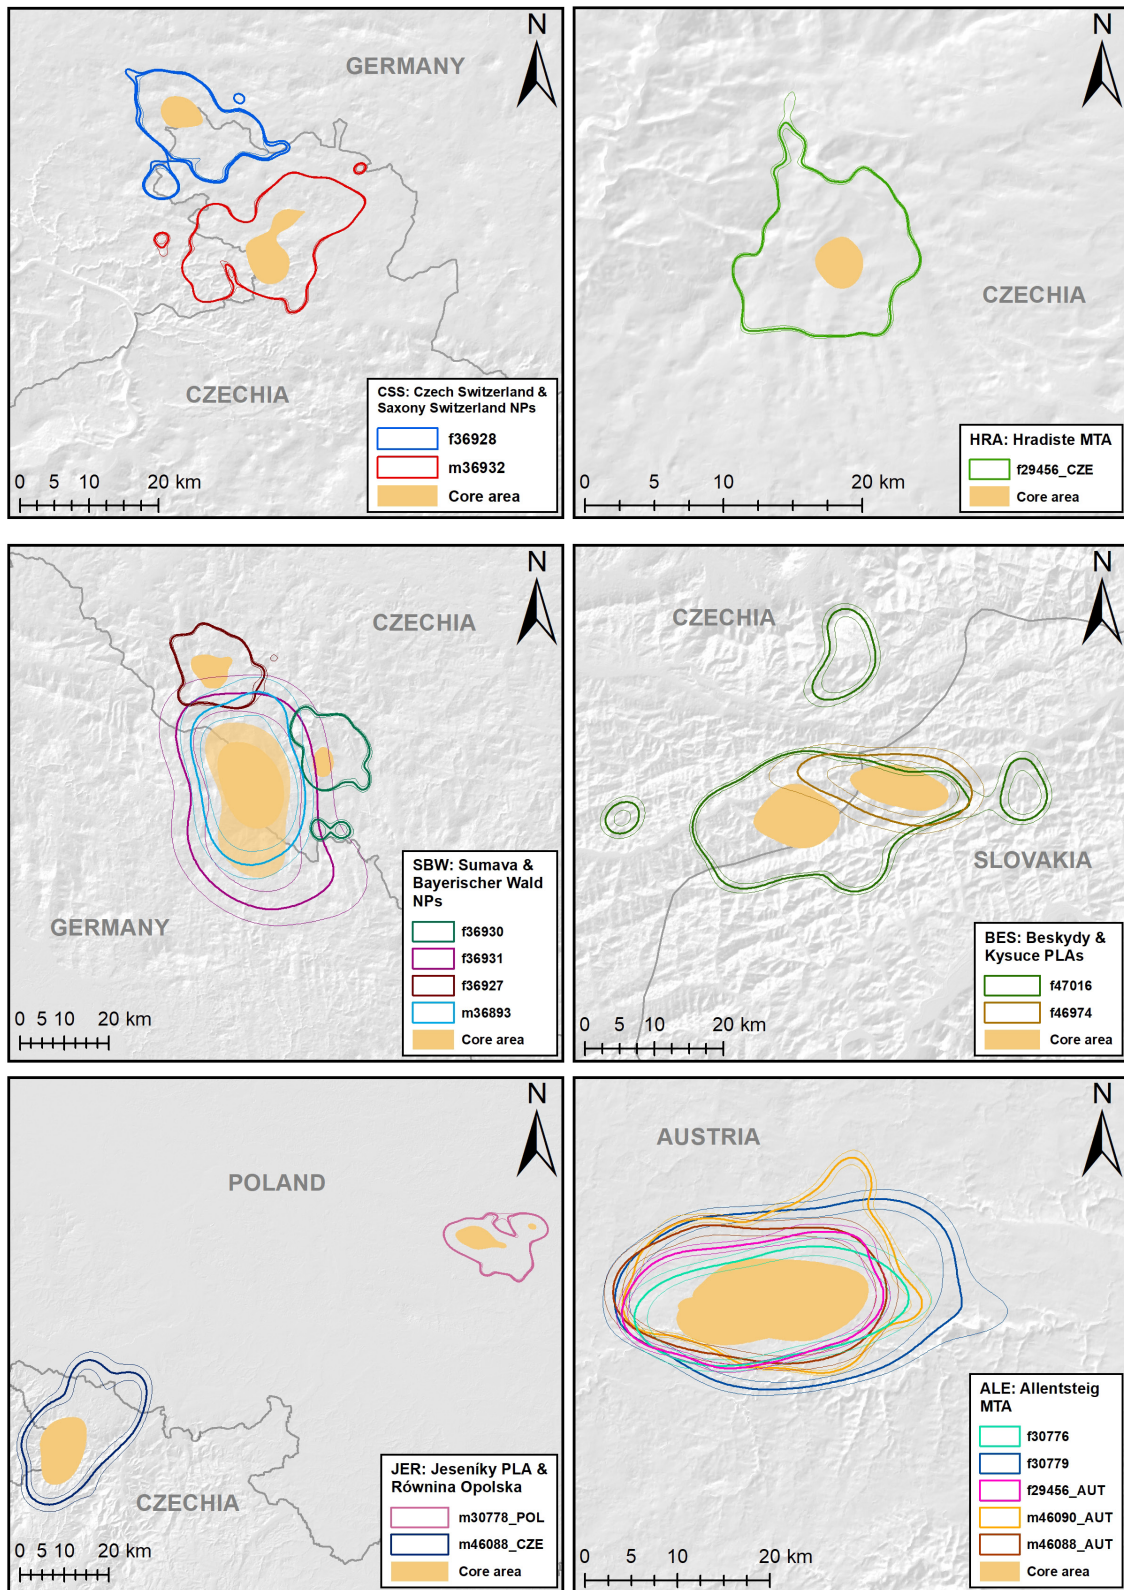 N
GERMANY
CZECHIA
CSS: Czech Switzerland &
Saxony Switzerland NPs
f36928
m36932
Core area
0 5 10 20 km
N
CZECHIA
HRA: Hradiste MTA
f29456_CZE
Core area
0 5 10 20 km
N
CZECHIA
GERMANY
SBW: Sumava &
Bayerischer Wald
NPs
f36930
f36931
f36927
m36893
Core area
0 5 10 20 km
N
CZECHIA
SLOVAKIA
BES: Beskydy &
Kysuce PLAs
f47016
f46974
Core area
0 5 10 20 km
N
POLAND
CZECHIA
JER: Jeseníky PLA &
Równina Opolska
m30778_POL
m46088_CZE
Core area
0 5 10 20 km
N
AUSTRIA
ALE: Allentsteig
MTA
f30776
f30779
f29456_AUT
m46090_AUT
m46088_AUT
Core area
0 5 10 20 km